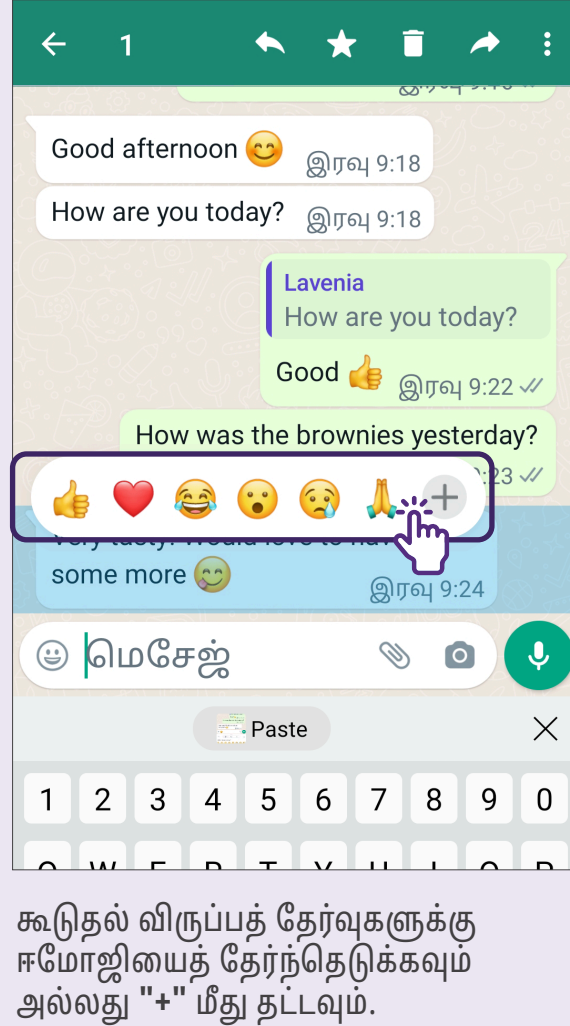 1
Good afternoon 😊 இரவு 9:18
How are you today? இரவு 9:18
Lavenia
How are you today?
Good 👍 இரவு 9:22
How was the brownies yesterday?
:23
👍 ❤️ 😂 😮 😢 🙏 +
some more 😋 இரவு 9:24
மெசேஜ்
Paste
1 2 3 4 5 6 7 8 9 0
கூடுதல் விருப்பத் தேர்வுகளுக்கு
ஈமோஜியைத் தேர்ந்தெடுக்கவும்
அல்லது "+" மீது தட்டவும்.